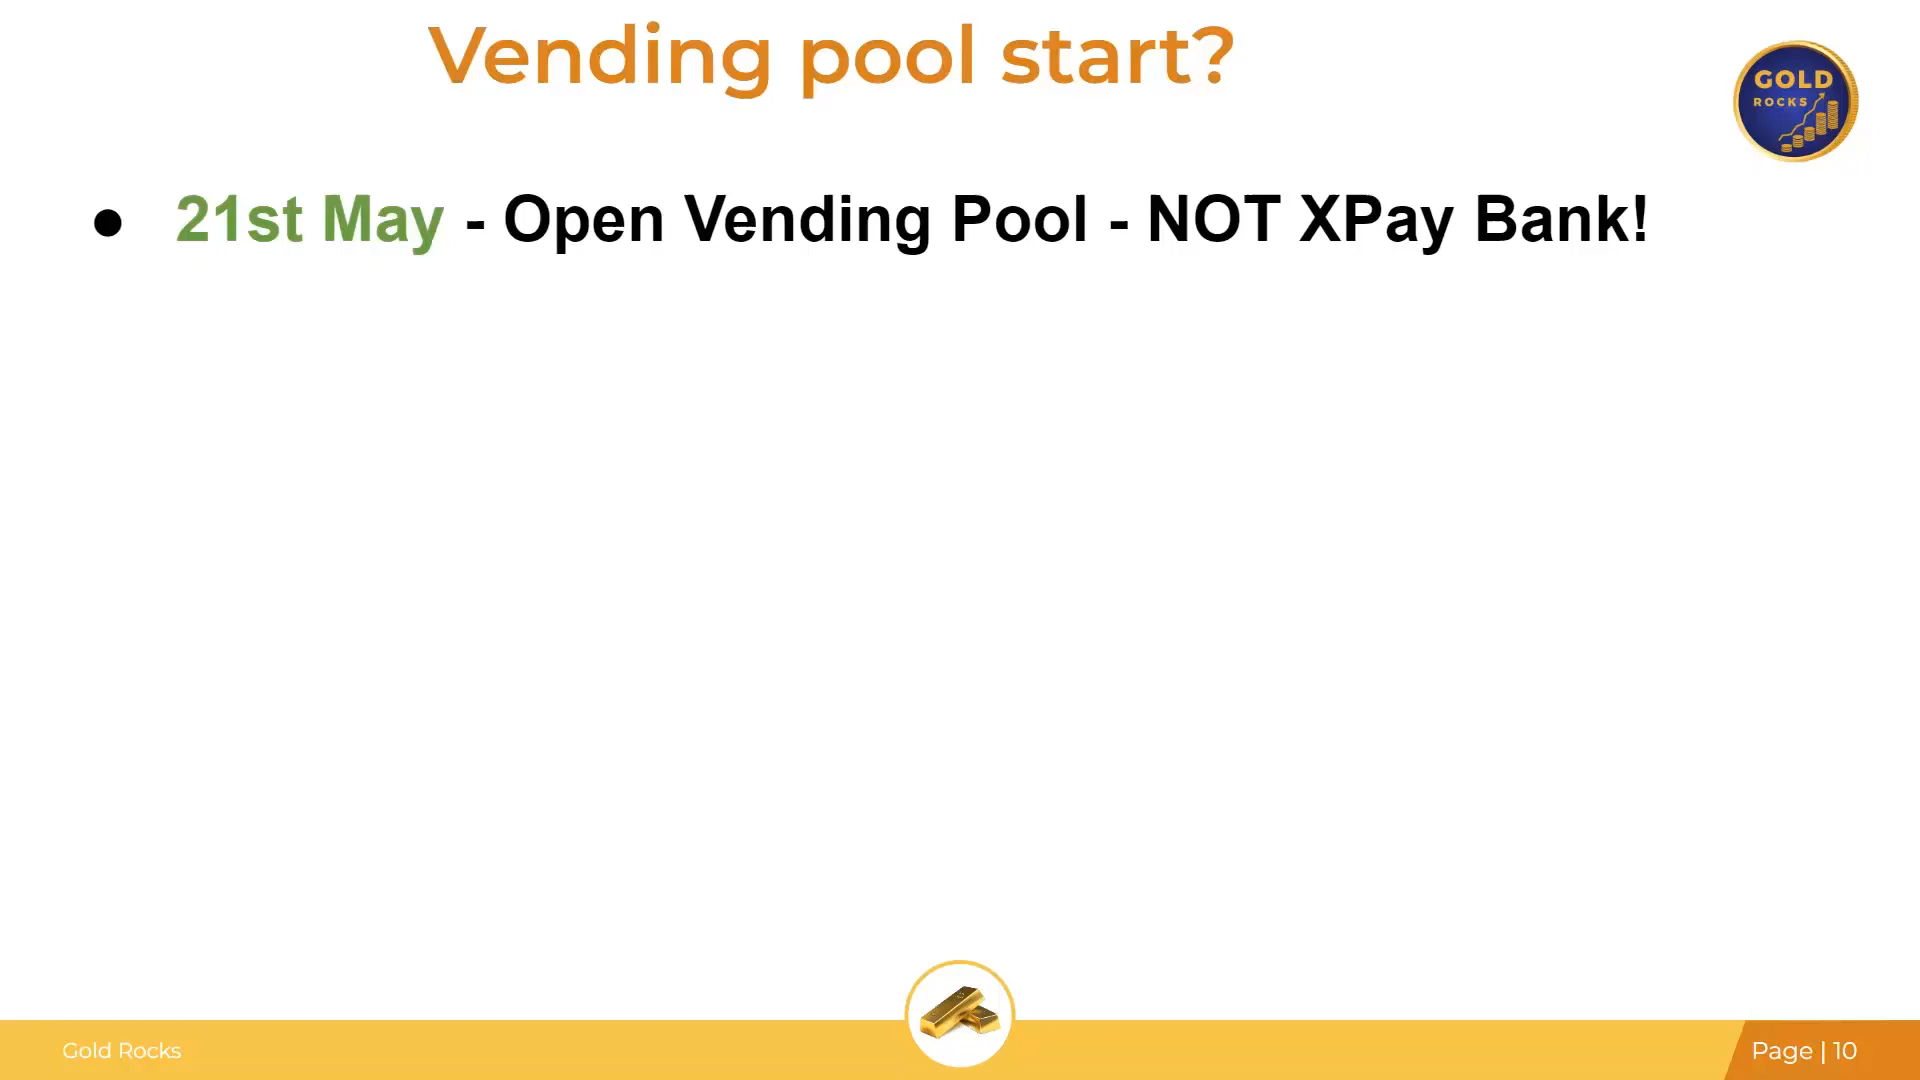 Vending pool start?
GOLD
ROCKS
● 21st May - Open Vending Pool - NOT XPay Bank!
Gold Rocks
Page | 10